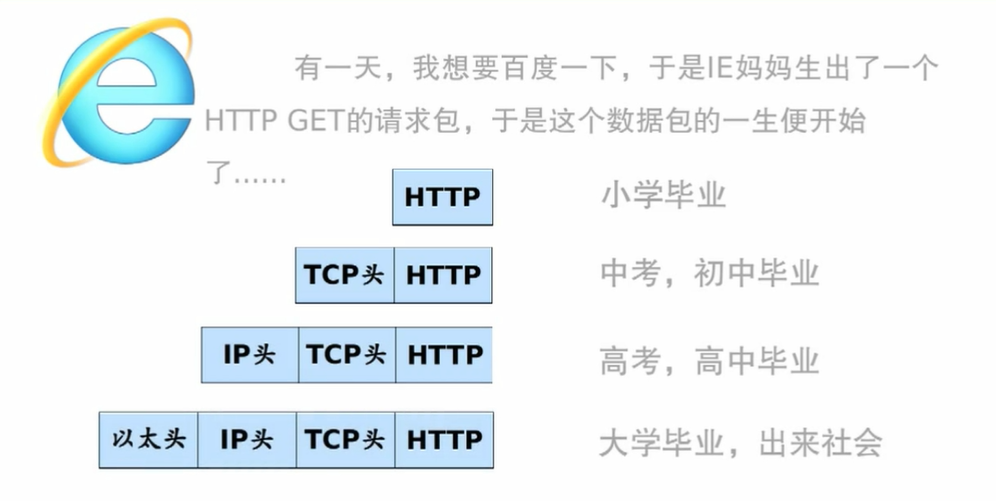 有一天，我想要百度一下，于是IE妈妈生出了一个
HTTP GET的请求包，于是这个数据包的一生便开始
了......
HTTP 小学毕业
TCP头 HTTP 中考，初中毕业
IP头 TCP头 HTTP 高考，高中毕业
以太头 IP头 TCP头 HTTP 大学毕业，出来社会